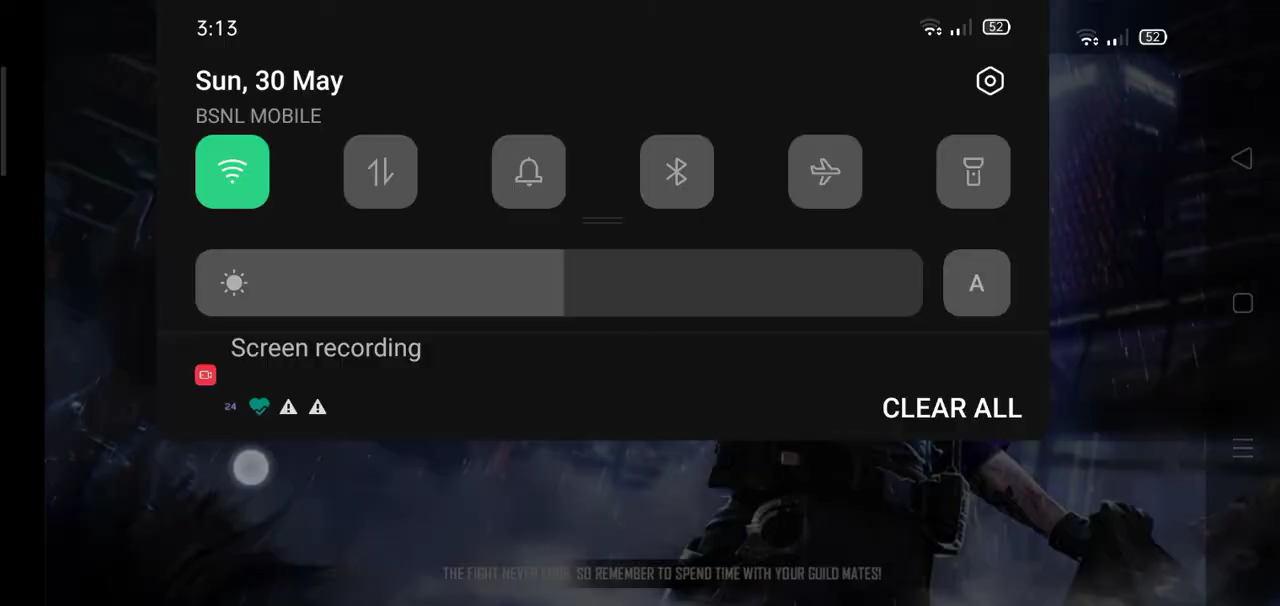 3:13
52
52
Sun, 30 May
BSNL MOBILE
A
Screen recording
24
CLEAR ALL
THE FIGHT NEVER SO REMEMBER TO SPEND TIME WITH YOUR GUILD MATES!